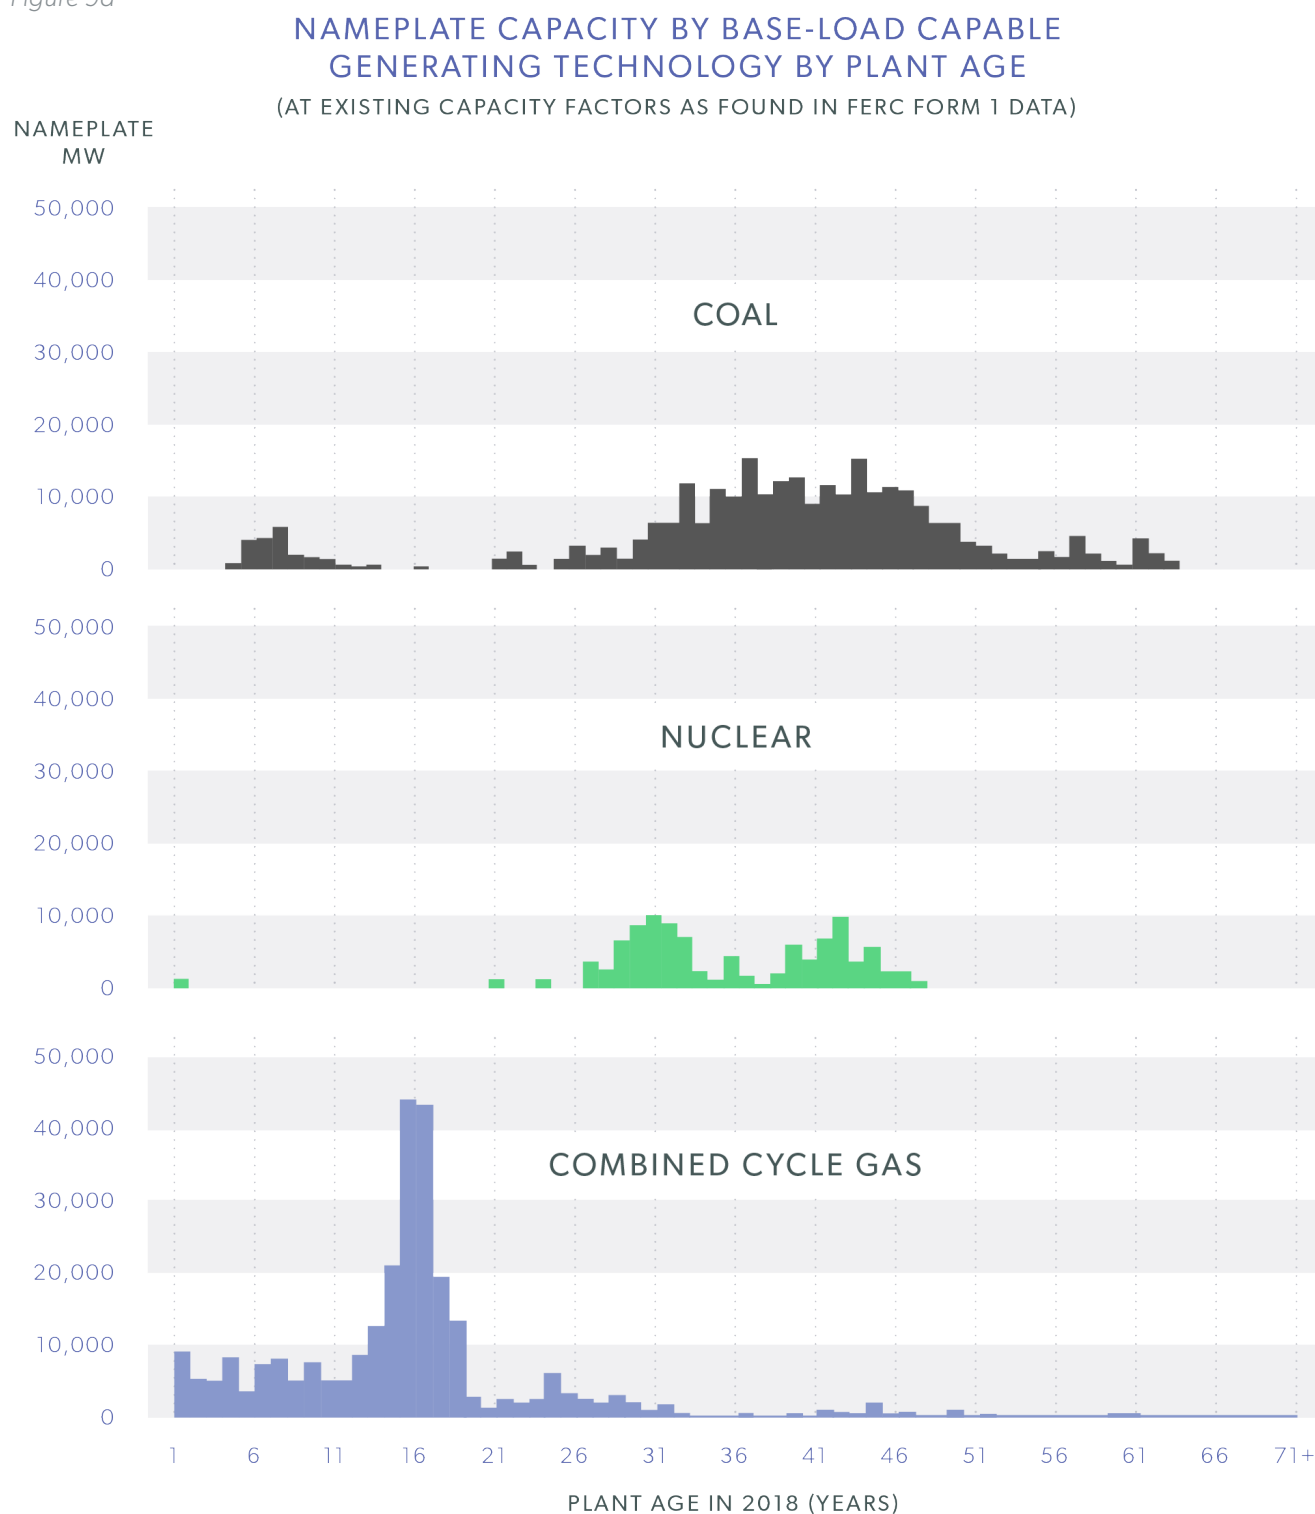 Figure 9a
NAMEPLATE CAPACITY BY BASE-LOAD CAPABLE
GENERATING TECHNOLOGY BY PLANT AGE
(AT EXISTING CAPACITY FACTORS AS FOUND IN FERC FORM 1 DATA)
NAMEPLATE
MW
50,000
40,000
COAL
30,000
20,000
10,000
0
50,000
40,000
NUCLEAR
30,000
20,000
10,000
0
50,000
40,000
COMBINED CYCLE GAS
30,000
20,000
10,000
0
1 6 11 16 21 26 31 36 41 46 51 56 61 66 71+
PLANT AGE IN 2018 (YEARS)